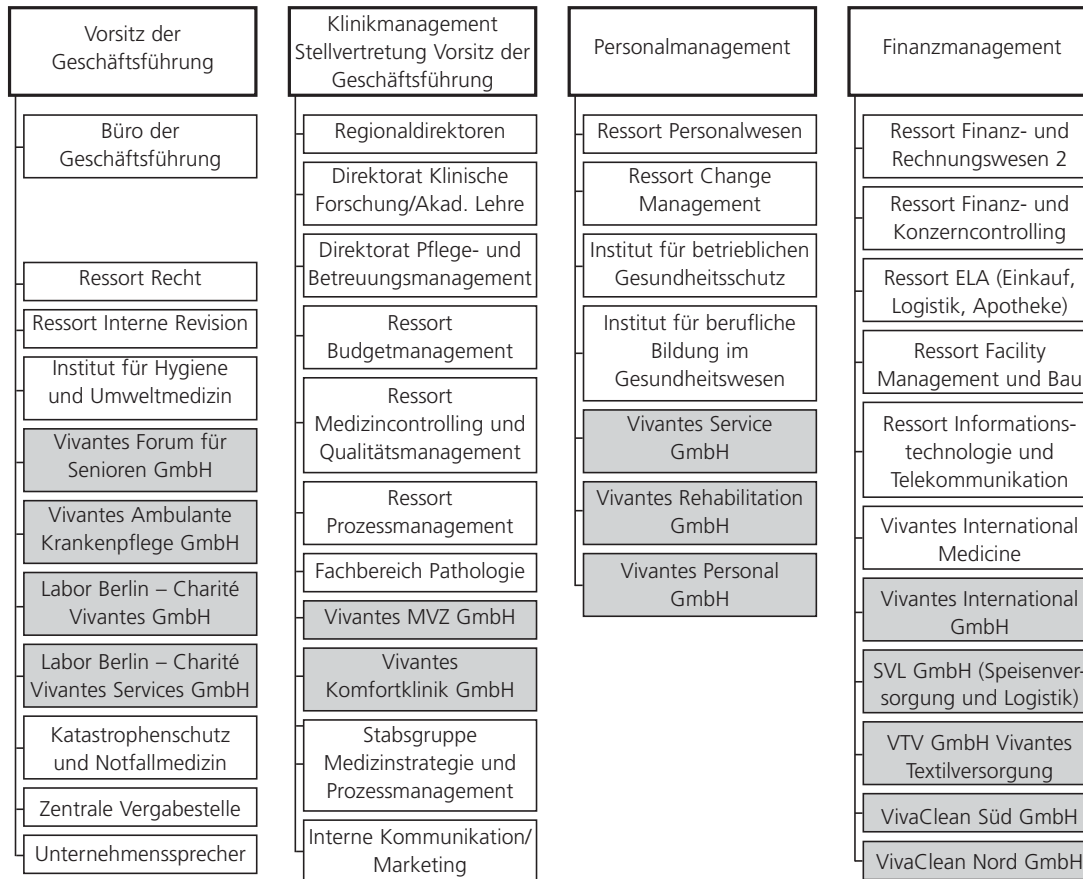 Vorsitz der
Geschäftsführung
Büro der
Geschäftsführung
Ressort Recht
Ressort Interne Revision
Institut für Hygiene
und Umweltmedizin
Vivantes Forum für
Senioren GmbH
Vivantes Ambulante
Krankenpflege GmbH
Labor Berlin – Charité
Vivantes GmbH
Labor Berlin – Charité
Vivantes Services GmbH
Katastrophenschutz
und Notfallmedizin
Zentrale Vergabestelle
Unternehmenssprecher
Klinikmanagement
Stellvertretung Vorsitz der
Geschäftsführung
Regionaldirektoren
Direktorat Klinische
Forschung/Akad. Lehre
Direktorat Pflege- und
Betreuungsmanagement
Ressort
Budgetmanagement
Ressort
Medizincontrolling und
Qualitätsmanagement
Ressort
Prozessmanagement
Fachbereich Pathologie
Vivantes MVZ GmbH
Vivantes
Komfortklinik GmbH
Stabsgruppe
Medizinstrategie und
Prozessmanagement
Interne Kommunikation/
Marketing
Personalmanagement
Ressort Personalwesen
Ressort Change
Management
Institut für betrieblichen
Gesundheitsschutz
Institut für berufliche
Bildung im
Gesundheitswesen
Vivantes Service
GmbH
Vivantes Rehabilitation
GmbH
Vivantes Personal
GmbH
Finanzmanagement
Ressort Finanz- und
Rechnungswesen 2
Ressort Finanz- und
Konzerncontrolling
Ressort ELA (Einkauf,
Logistik, Apotheke)
Ressort Facility
Management und Bau
Ressort Informations-
technologie und
Telekommunikation
Vivantes International
Medicine
Vivantes International
GmbH
SVL GmbH (Speisenver-
sorgung und Logistik)
VTV GmbH Vivantes
Textilversorgung
VivaClean Süd GmbH
VivaClean Nord GmbH